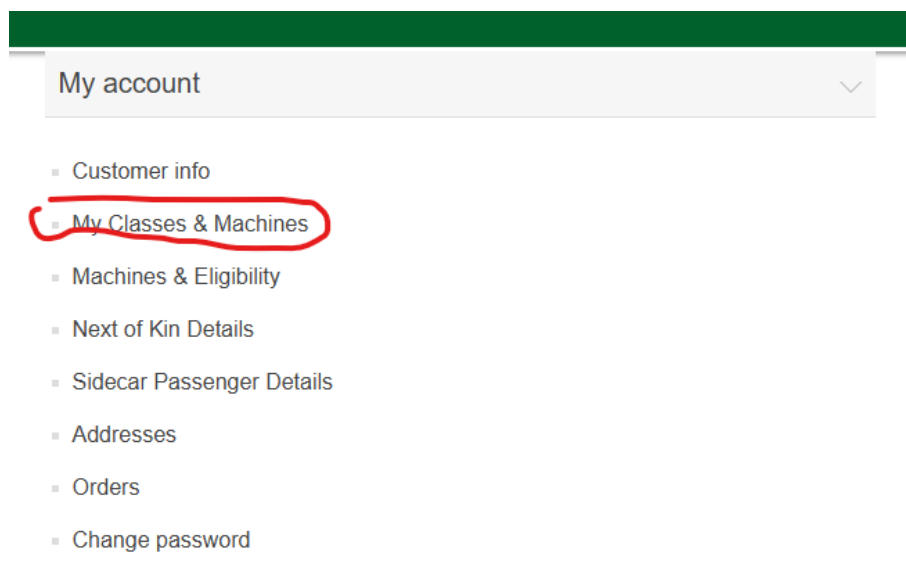 My account
Customer info
My Classes & Machines
Machines & Eligibility
Next of Kin Details
Sidecar Passenger Details
Addresses
Orders
Change password